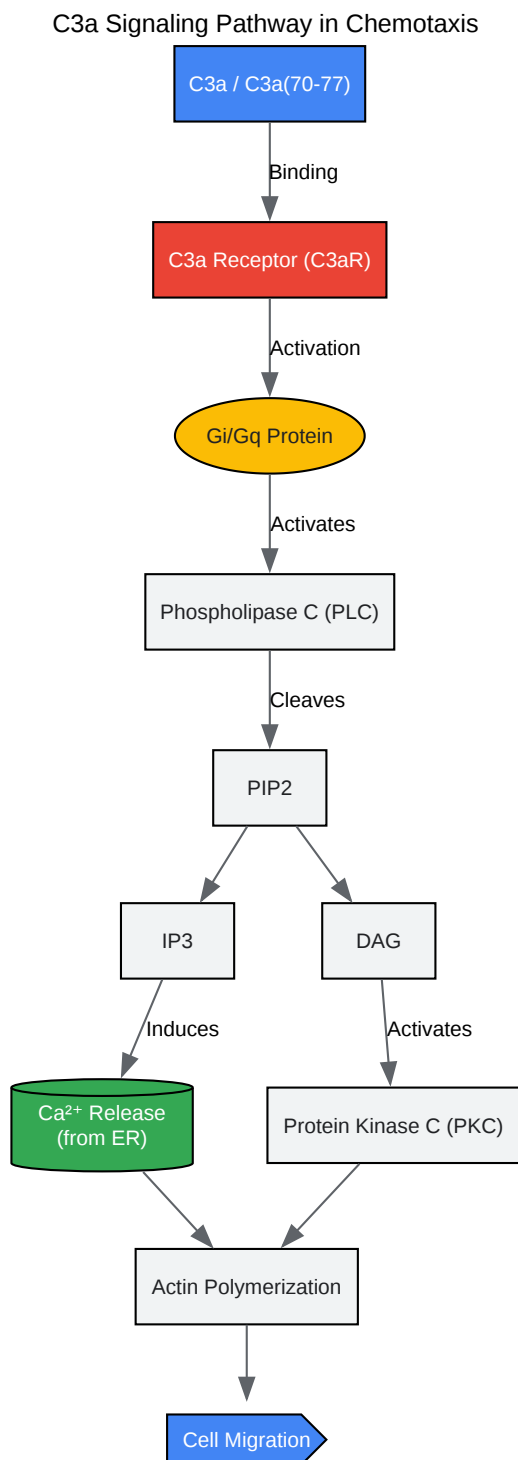 C3a Signaling Pathway in Chemotaxis
C3a / C3a(70-77)
Binding
C3a Receptor (C3aR)
Activation
Gi/Gq Protein
Activates
Phospholipase C (PLC)
Cleaves
PIP2
IP3
DAG
Induces
Activates
Ca²⁺ Release
(from ER)
Protein Kinase C (PKC)
Actin Polymerization
Cell Migration